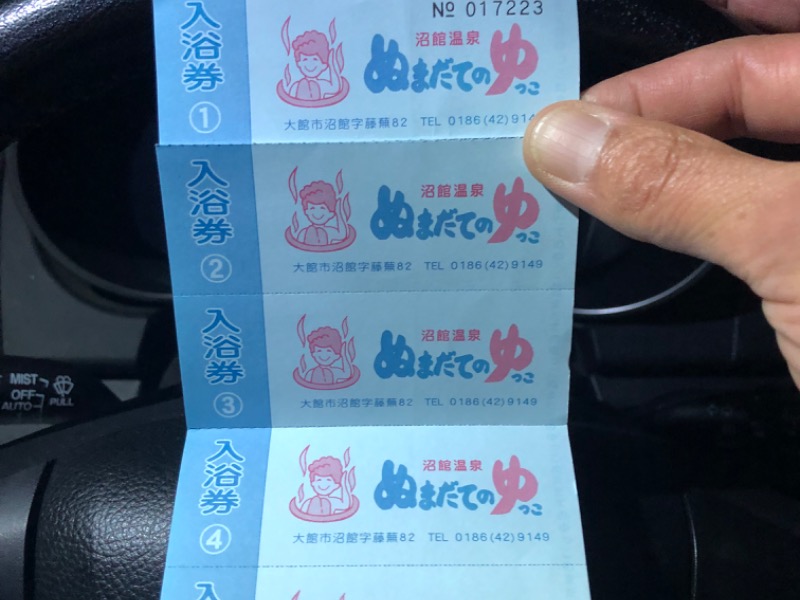 入浴券
①
№ 017223
沼館温泉
ぬまだてのゆっこ
大館市沼館字藤蕪82 TEL 0186(42)914
入浴券
②
沼館温泉
ぬまだてのゆっこ
大館市沼館字藤蕪82 TEL 0186(42)9149
入浴券
③
沼館温泉
ぬまだてのゆっこ
大館市沼館字藤蕪82 TEL 0186(42)9149
入浴券
④
沼館温泉
ぬまだてのゆっこ
大館市沼館字藤蕪82 TEL 0186(42)9149
入
MIST
OFF
AUTO
PULL